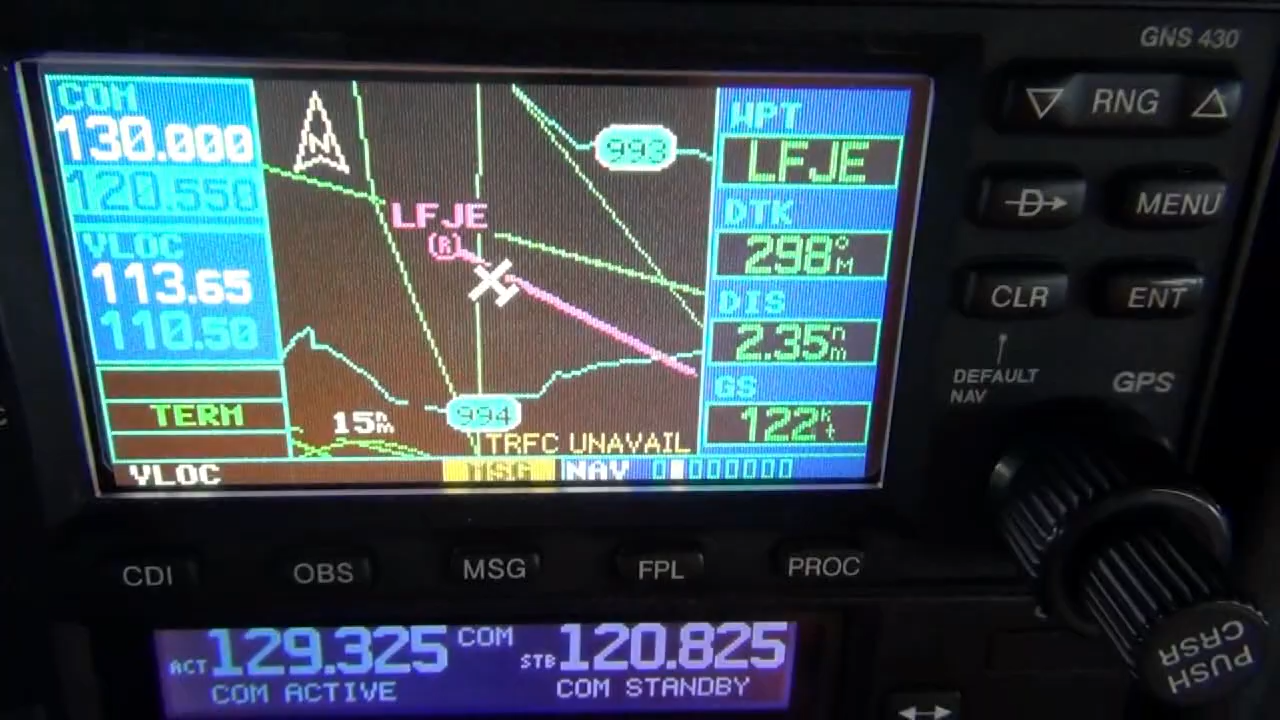 GNS 430
COM
130.000
120.550
VLOC
113.65
110.50
TERM
VLOC
N
993
LFJE
(R)
994
15nm
TRFC UNAVAIL
MSG
NAV
WPT
LFJE
DTK
298°M
DIS
2.35nm
GS
122kt
RNG
D
MENU
CLR
ENT
DEFAULT
NAV
GPS
PUSH
CRSR
CDI
OBS
MSG
FPL
PROC
ACT 129.325 COM STB 120.825
COM ACTIVE COM STANDBY